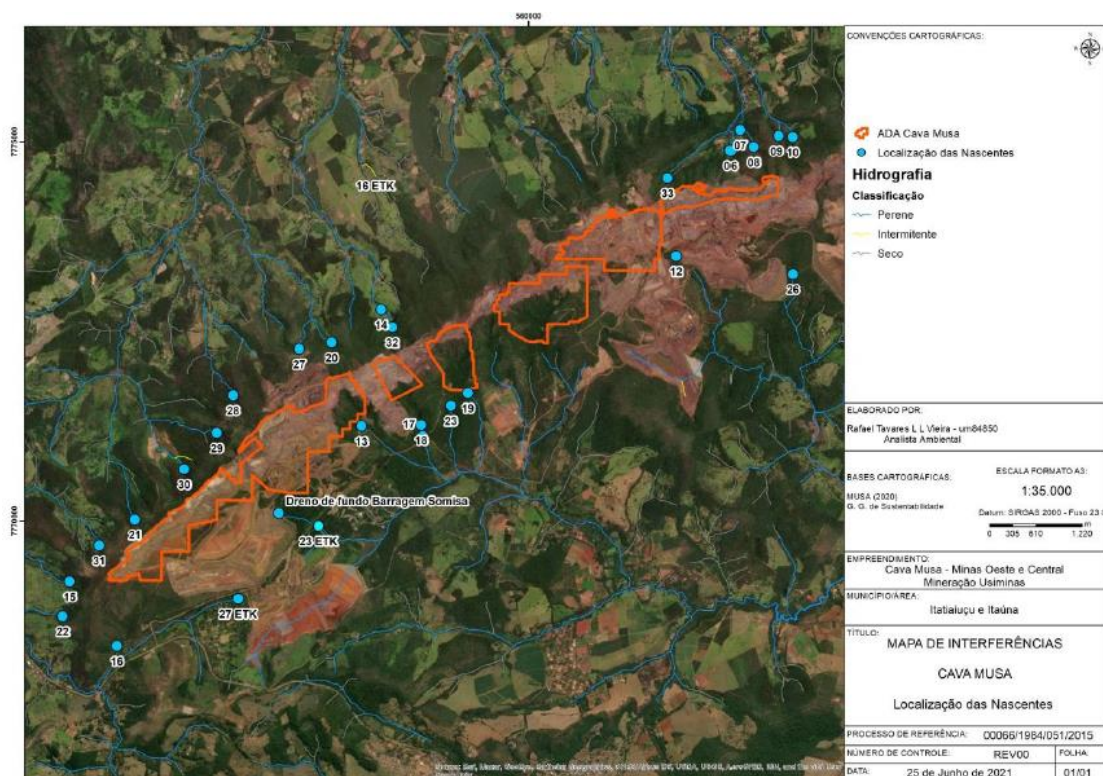 560000
7775000
7770000
16 ETK
07
06
08
09
10
33
12
26
14
32
20
27
28
29
30
21
31
15
22
16
13
17
18
23
19
Dreno de fundo Barragem Somisa
23 ETK
27 ETK
CONVENÇÕES CARTOGRÁFICAS:
ADA Cava Musa
Localização das Nascentes
Hidrografia
Classificação
Perene
Intermitente
Seco
ELABORADO POR:
Rafael Tavares L L Vieira - um84850
Analista Ambiental
BASES CARTOGRÁFICAS:
MUSA (2020)
G. G. de Sustentabilidade
ESCALA FORMATO A3:
1:35.000
Datum: SIRGAS 2000 - Fuso 23
0 305 610 1.220
m
EMPREENDIMENTO:
Cava Musa - Minas Oeste e Central
Mineração Usiminas
MUNICÍPIO/ÁREA:
Itatiaiuçu e Itaúna
TÍTULO:
MAPA DE INTERFERÊNCIAS
CAVA MUSA
Localização das Nascentes
PROCESSO DE REFERÊNCIA: 00066/1984/051/2015
NÚMERO DE CONTROLE: REV00 FOLHA:
DATA: 25 de Junho de 2021 01/01